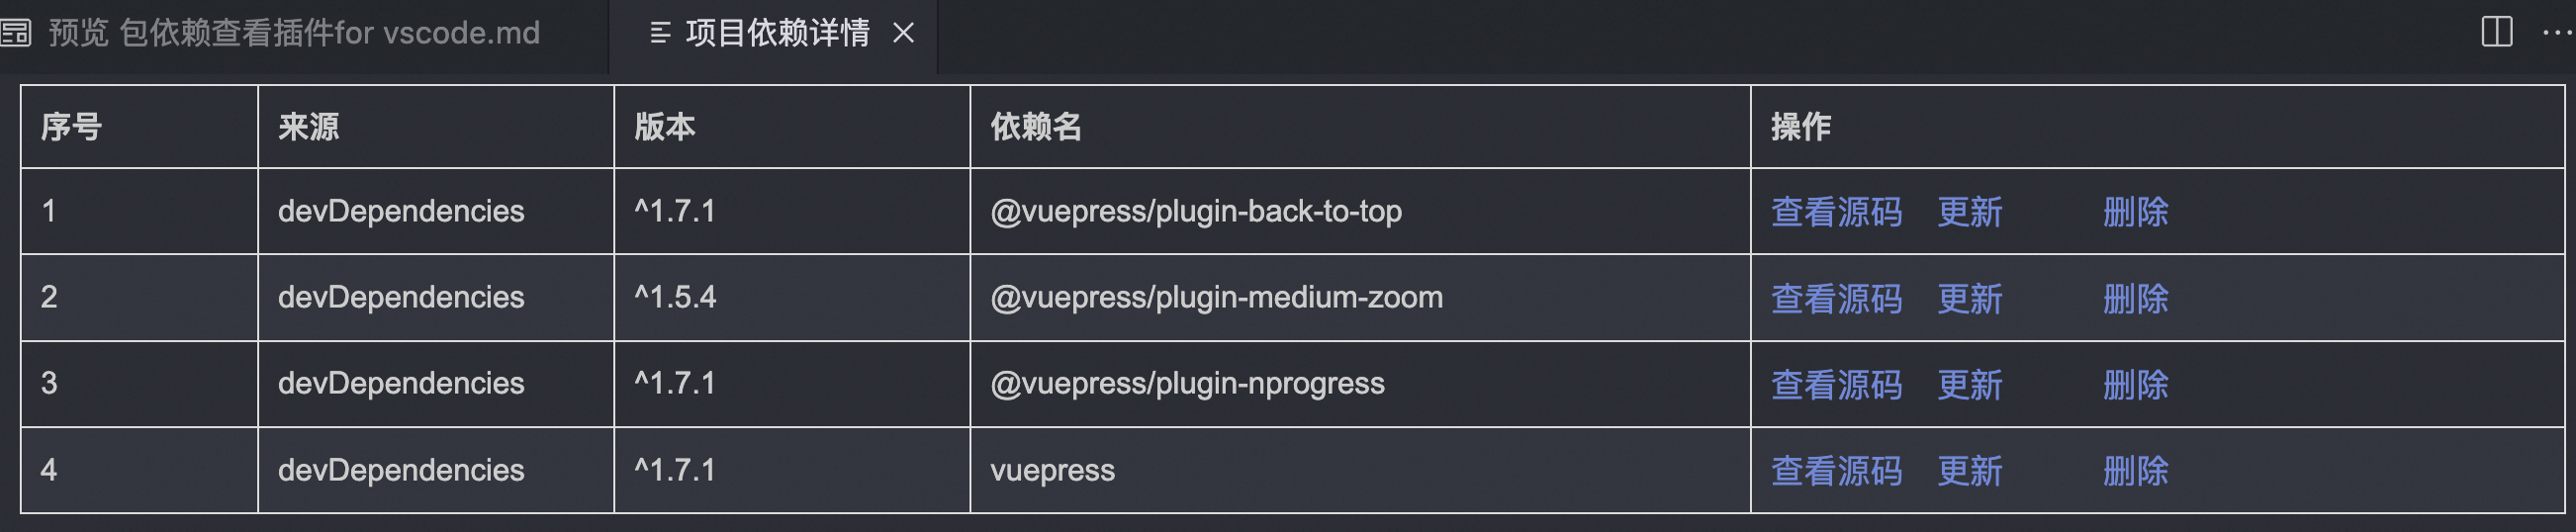 预览 包依赖查看插件for vscode.md 项目依赖详情
序号 来源 版本 依赖名 操作
1 devDependencies ^1.7.1 @vuepress/plugin-back-to-top 查看源码 更新 删除
2 devDependencies ^1.5.4 @vuepress/plugin-medium-zoom 查看源码 更新 删除
3 devDependencies ^1.7.1 @vuepress/plugin-nprogress 查看源码 更新 删除
4 devDependencies ^1.7.1 vuepress 查看源码 更新 删除